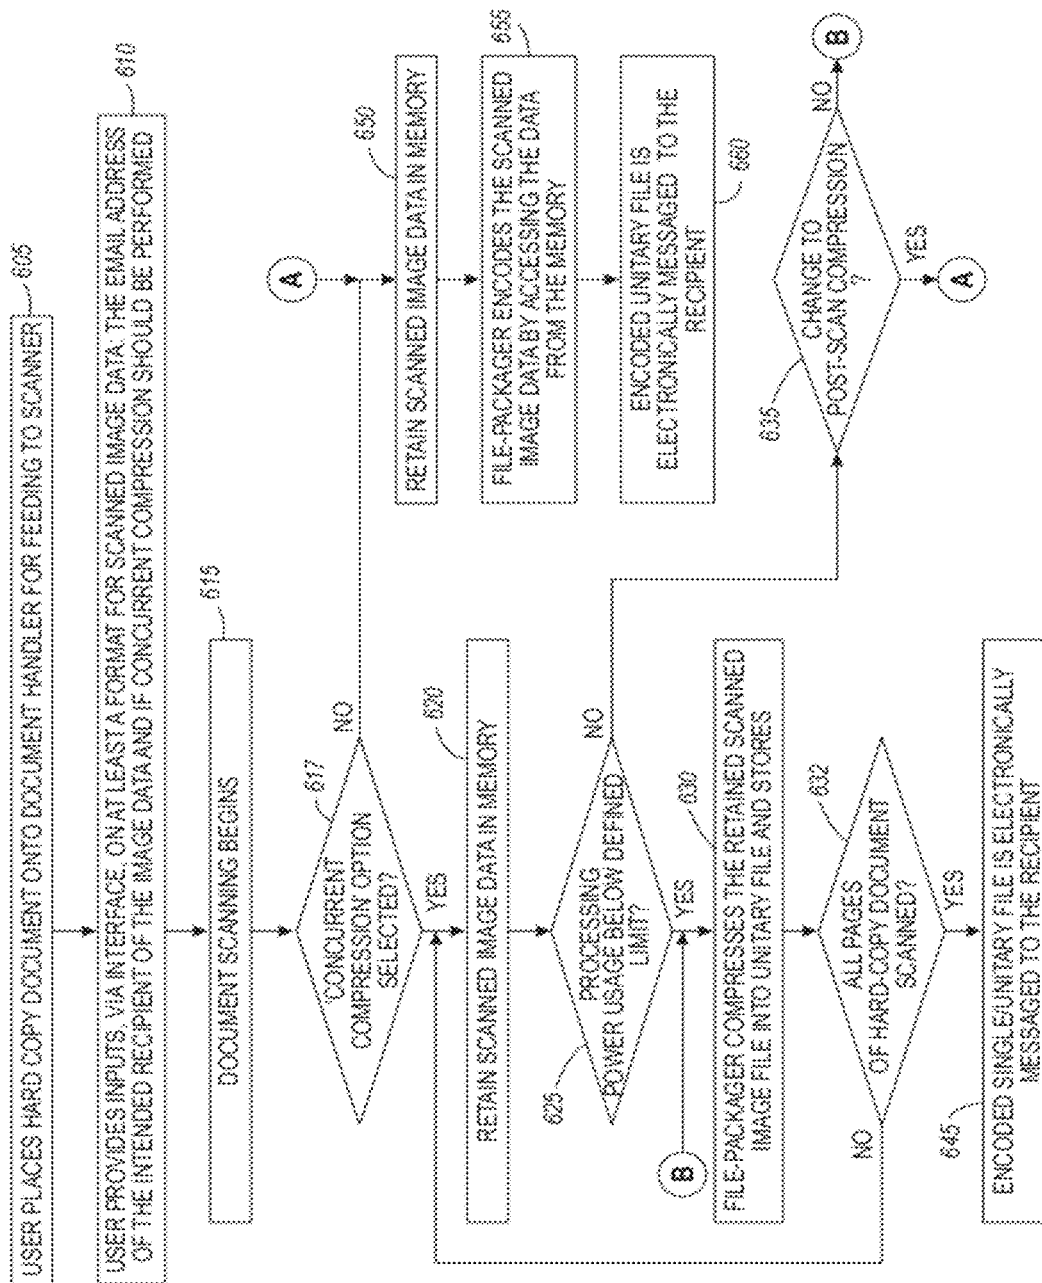 USER PLACES HARD COPY DOCUMENT ONTO DOCUMENT HANDLER FOR FEEDING TO SCANNER
605
USER PROVIDES INPUTS, VIA INTERFACE, ON AT LEAST A FORMAT FOR SCANNED IMAGE DATA, THE EMAIL ADDRESS
OF THE INTENDED RECIPIENT OF THE IMAGE DATA AND IF CONCURRENT COMPRESSION SHOULD BE PERFORMED
610
DOCUMENT SCANNING BEGINS
615
'CONCURRENT
COMPRESSION OPTION
SELECTED?
617
NO
YES
RETAIN SCANNED IMAGE DATA IN MEMORY
620
PROCESSING
POWER USAGE BELOW DEFINED
LIMIT?
625
NO
YES
B
FILE-PACKAGER COMPRESSES THE RETAINED SCANNED
IMAGE FILE INTO UNITARY FILE AND STORES
630
ALL PAGES
OF HARD-COPY DOCUMENT
SCANNED?
632
NO
YES
ENCODED SINGLE/UNITARY FILE IS ELECTRONICALLY
MESSAGED TO THE RECIPIENT
645
A
RETAIN SCANNED IMAGE DATA IN MEMORY
650
FILE-PACKAGER ENCODES THE SCANNED
IMAGE DATA BY ACCESSING THE DATA
FROM THE MEMORY
655
ENCODED UNITARY FILE IS
ELECTRONICALLY MESSAGED TO THE
RECIPIENT
660
CHANGE TO
POST-SCAN COMPRESSION
?
635
NO
B
YES
A